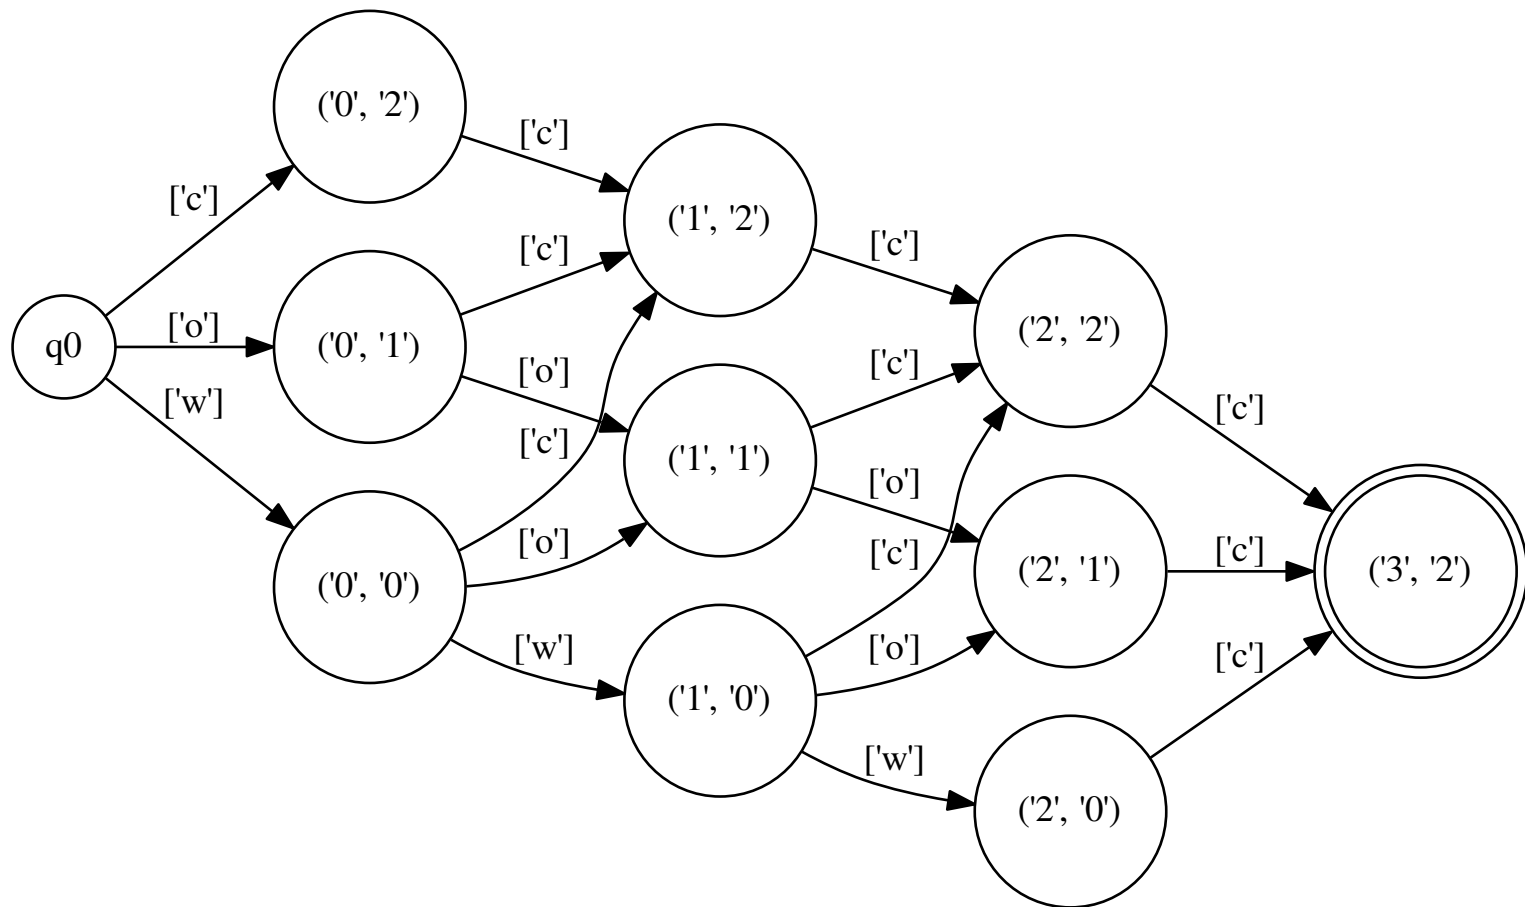 ('0', '2')
['c']
['c']
('1', '2')
['c']
['c']
['c']
('2', '2')
q0
['o']
('0', '1')
['o']
['c']
['c']
['w']
['c']
('1', '1')
['o']
['o']
['c']
('2', '1')
['c']
('3', '2')
('0', '0')
['w']
['o']
['c']
('1', '0')
['w']
('2', '0')